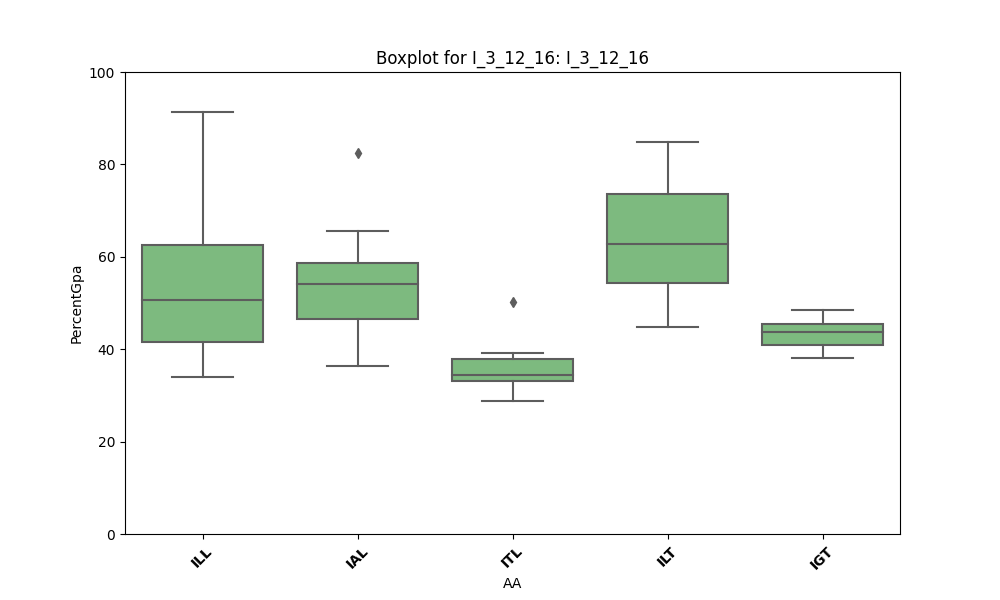 Boxplot for I_3_12_16: I_3_12_16
100
80
60
40
20
0
PercentGpa
ILL
IAL
ITL
ILT
IGT
AA